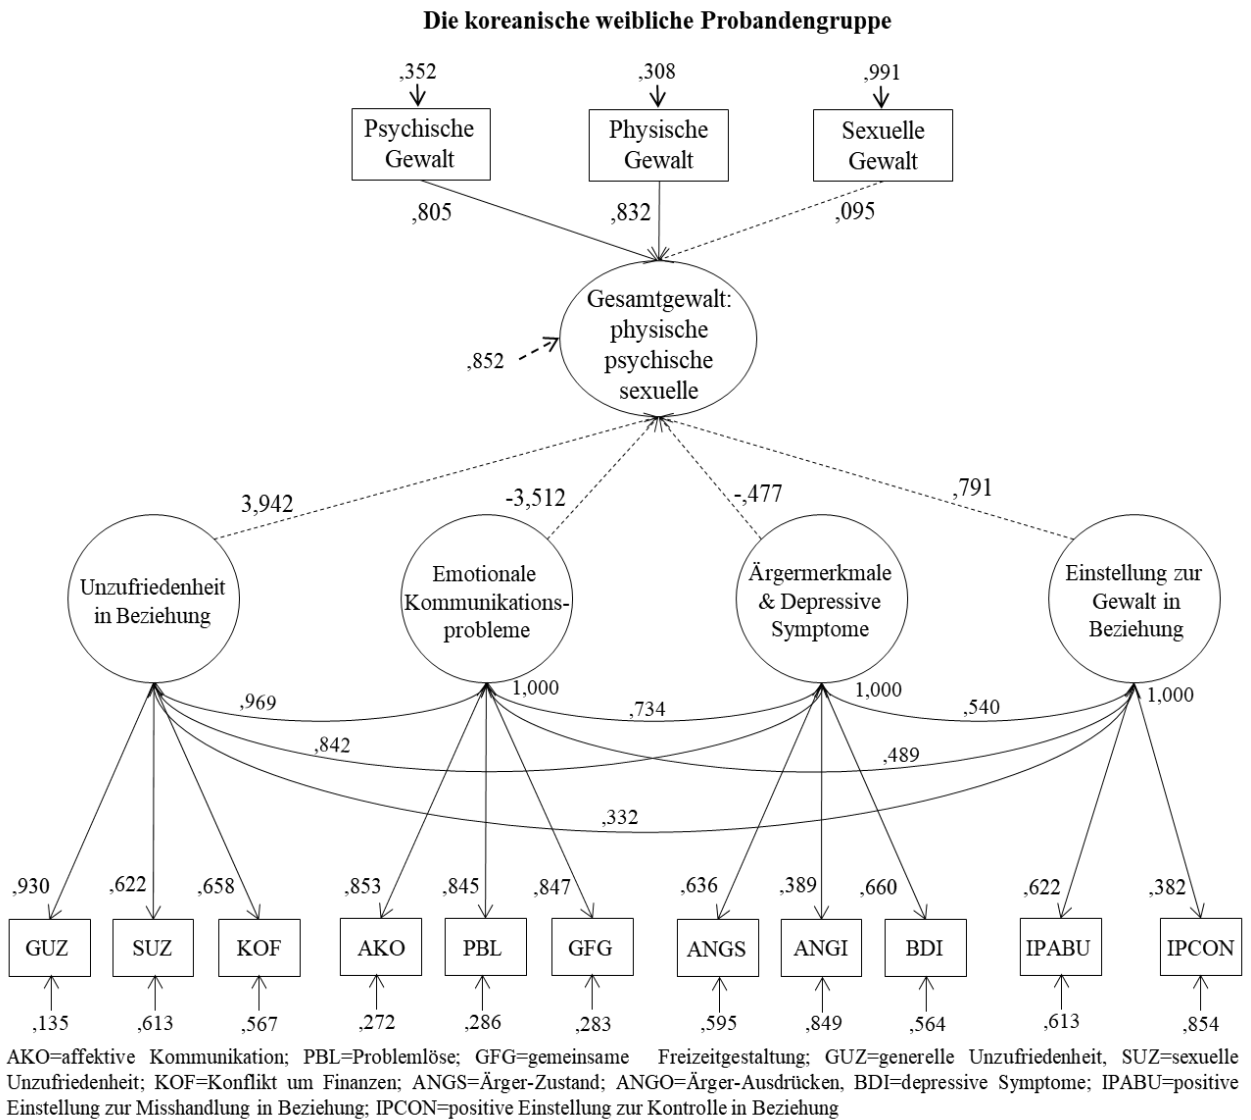 Die koreanische weibliche Probandengruppe
,352
,308
,991
Psychische
Gewalt
Physische
Gewalt
Sexuelle
Gewalt
,805
,832
,095
Gesamtgewalt:
physische
psychische
sexuelle
,852
3,942
-3,512
-,477
,791
Unzufriedenheit
in Beziehung
Emotionale
Kommunikations-
probleme
Ärgermerkmale
& Depressive
Symptome
Einstellung zur
Gewalt in
Beziehung
1,000
1,000
1,000
,969
,734
,540
,842
,489
,332
,930
,622
,658
,853
,845
,847
,636
,389
,660
,622
,382
GUZ
SUZ
KOF
AKO
PBL
GFG
ANGS
ANGI
BDI
IPABU
IPCON
,135
,613
,567
,272
,286
,283
,595
,849
,564
,613
,854
AKO=affektive Kommunikation; PBL=Problemlöse; GFG=gemeinsame Freizeitgestaltung; GUZ=generelle Unzufriedenheit, SUZ=sexuelle
Unzufriedenheit; KOF=Konflikt um Finanzen; ANGS=Ärger-Zustand; ANGO=Ärger-Ausdrücken, BDI=depressive Symptome; IPABU=positive
Einstellung zur Misshandlung in Beziehung; IPCON=positive Einstellung zur Kontrolle in Beziehung